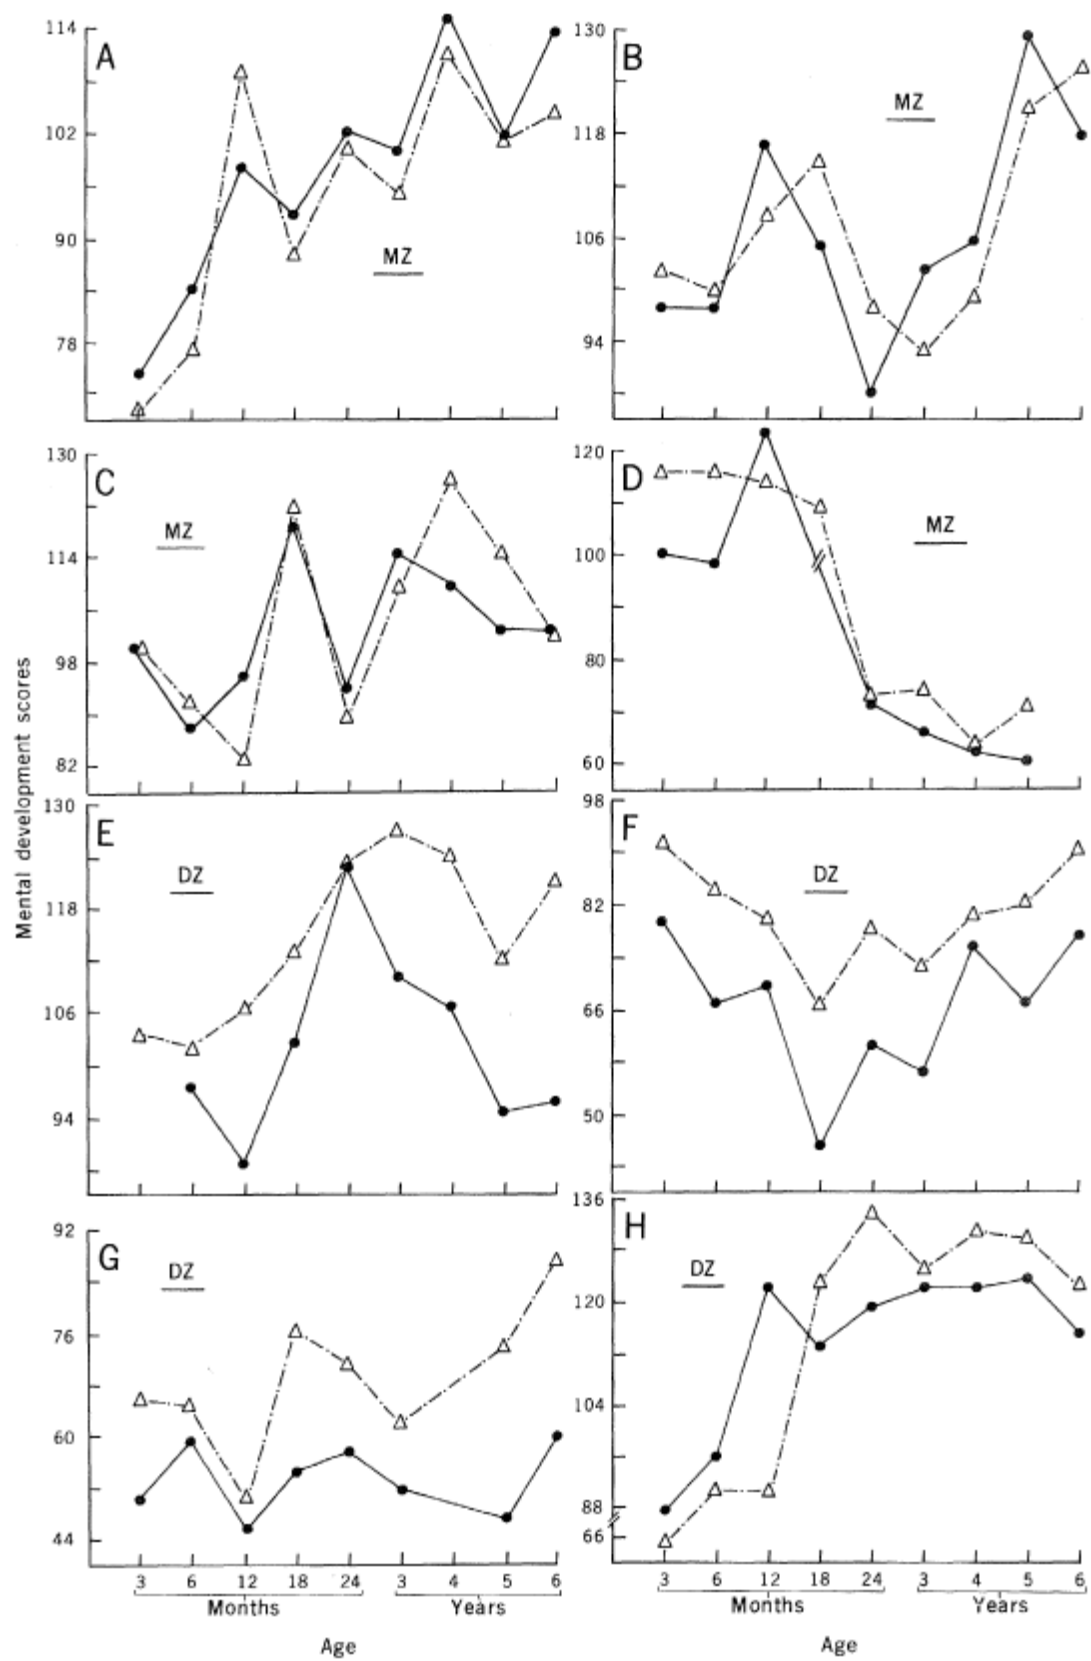 A
114
102
90
78
MZ
B
130
118
106
94
MZ
C
130
114
98
82
MZ
D
120
100
80
60
MZ
Mental development scores
E
130
118
106
94
DZ
F
98
82
66
50
DZ
G
92
76
60
44
DZ
3 6 12 18 24 3 4 5 6
Months Years
Age
H
136
120
104
88
66
DZ
3 6 12 18 24 3 4 5 6
Months Years
Age